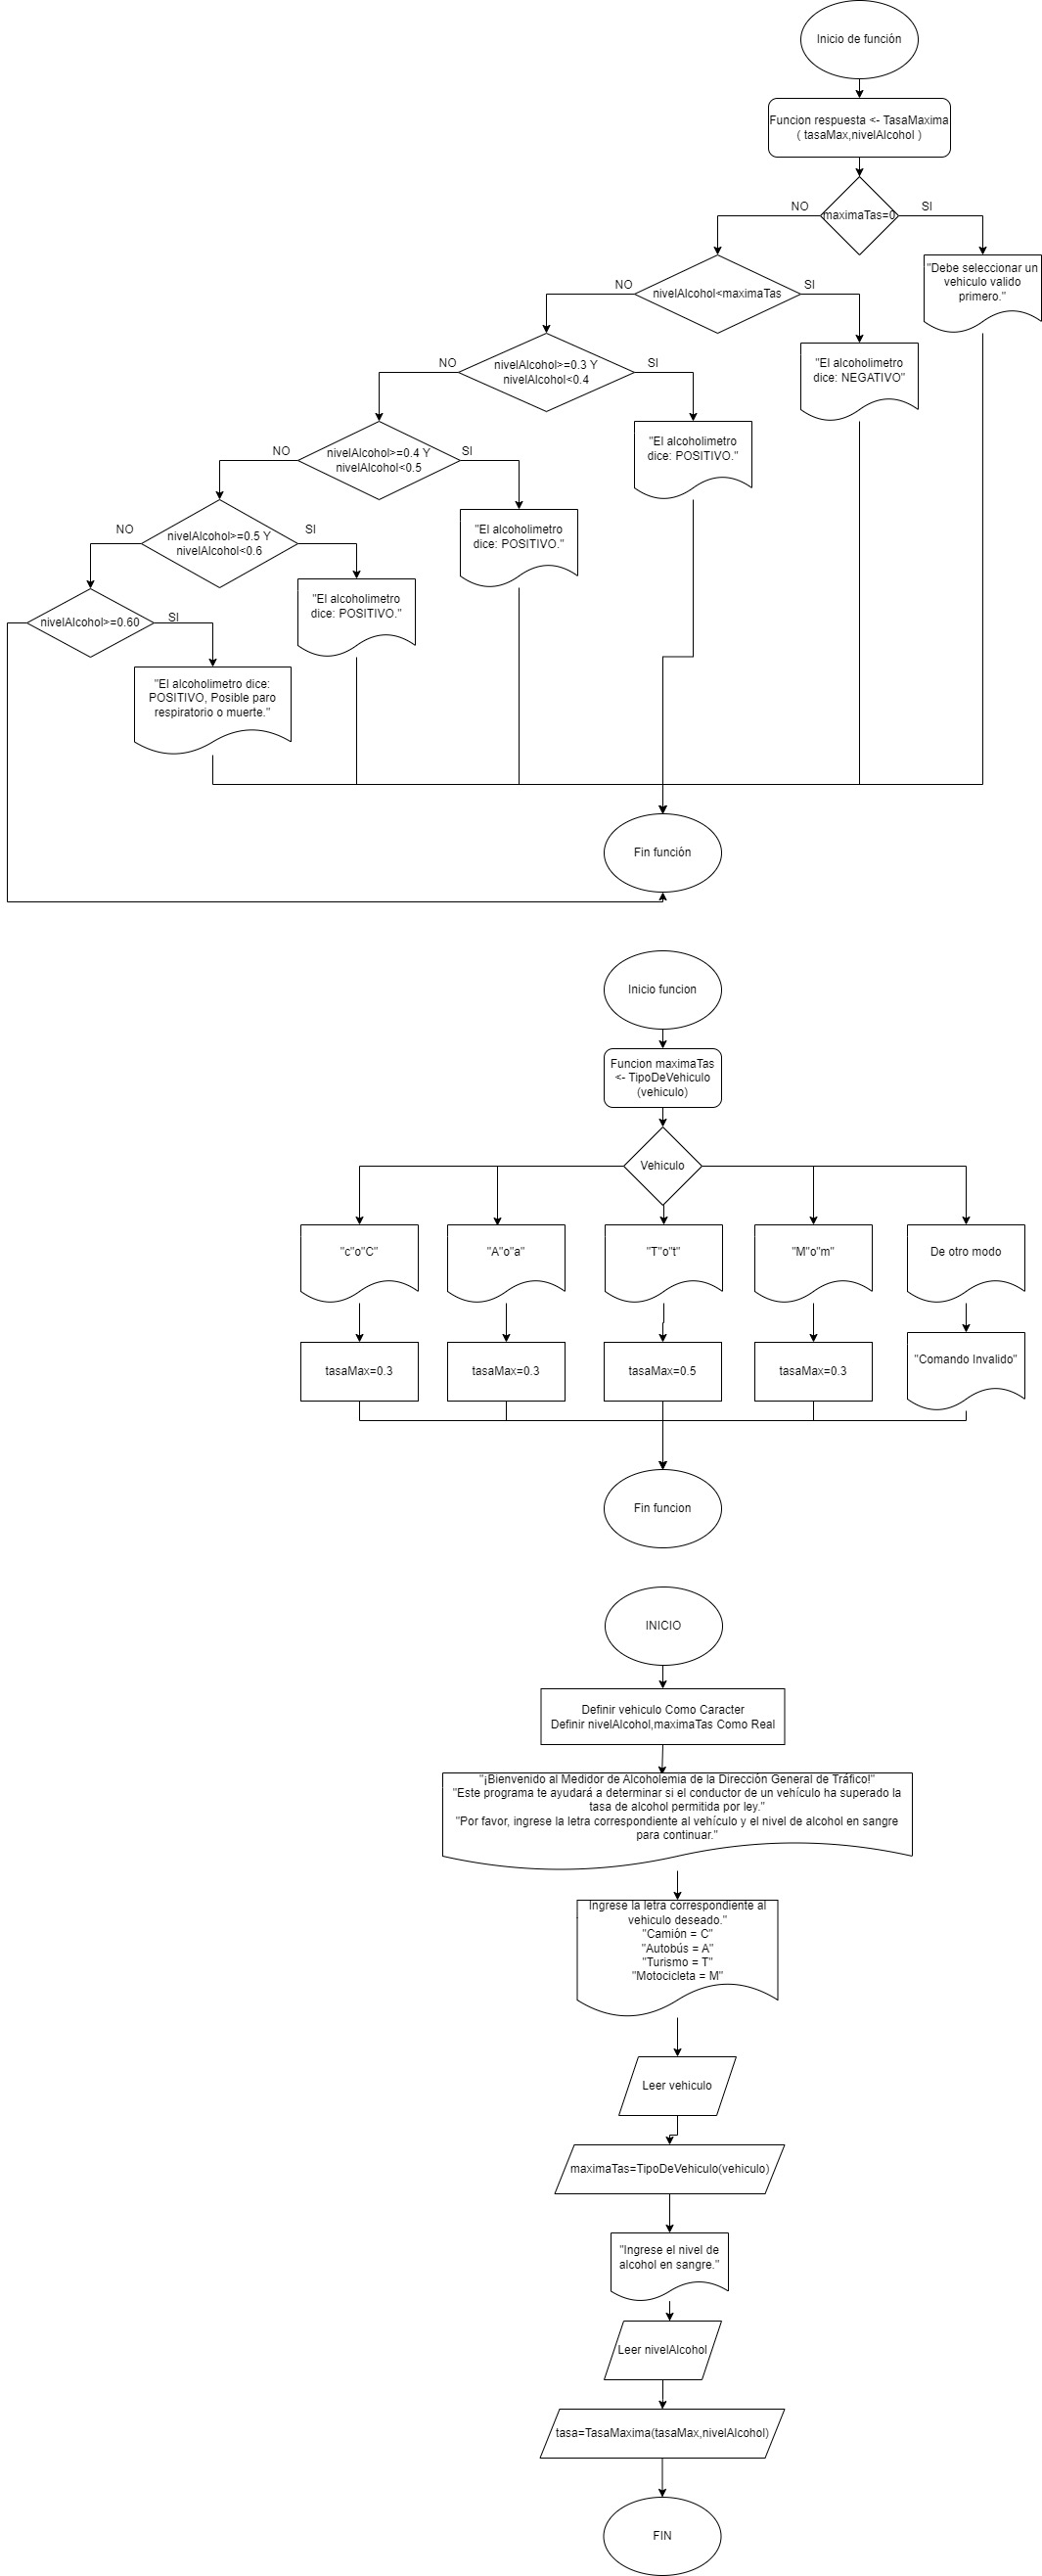 Inicio de función
Funcion respuesta <- TasaMaxima
( tasaMax,nivelAlcohol )
maximaTas=0
NO
SI
"Debe seleccionar un
vehiculo valido
primero."
nivelAlcohol<maximaTas
NO
SI
"El alcoholimetro
dice: NEGATIVO"
nivelAlcohol>=0.3 Y
nivelAlcohol<0.4
NO
SI
"El alcoholimetro
dice: POSITIVO."
nivelAlcohol>=0.4 Y
nivelAlcohol<0.5
NO
SI
"El alcoholimetro
dice: POSITIVO."
nivelAlcohol>=0.5 Y
nivelAlcohol<0.6
NO
SI
"El alcoholimetro
dice: POSITIVO."
nivelAlcohol>=0.60
SI
"El alcoholimetro dice:
POSITIVO, Posible paro
respiratorio o muerte."
Fin función
Inicio funcion
Funcion maximaTas
<- TipoDeVehiculo
(vehiculo)
Vehiculo
"c"o"C"
"A"o"a"
"T"o"t"
"M"o"m"
De otro modo
tasaMax=0.3
tasaMax=0.3
tasaMax=0.5
tasaMax=0.3
"Comando Invalido"
Fin funcion
INICIO
Definir vehiculo Como Caracter
Definir nivelAlcohol,maximaTas Como Real
"¡Bienvenido al Medidor de Alcoholemia de la Dirección General de Tráfico!"
"Este programa te ayudará a determinar si el conductor de un vehículo ha superado la
tasa de alcohol permitida por ley."
"Por favor, ingrese la letra correspondiente al vehículo y el nivel de alcohol en sangre
para continuar."
Ingrese la letra correspondiente al
vehiculo deseado."
"Camión = C"
"Autobús = A"
"Turismo = T"
"Motocicleta = M"
Leer vehiculo
maximaTas=TipoDeVehiculo(vehiculo)
"Ingrese el nivel de
alcohol en sangre."
Leer nivelAlcohol
tasa=TasaMaxima(tasaMax,nivelAlcohol)
FIN